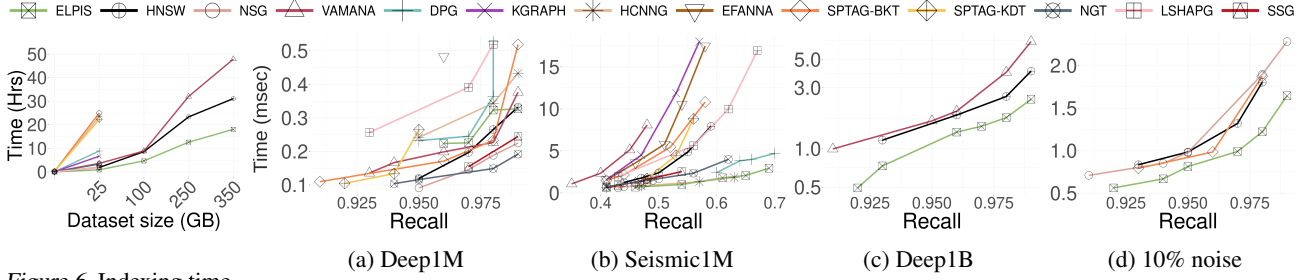 ELPIS HNSW NSG VAMANA DPG KGRAPH HCNNG EFANNA SPTAG-BKT SPTAG-KDT NGT LSHAPG SSG
Time (Hrs)
50
40
30
20
10
0
25 100 250 350
Dataset size (GB)
Time (msec)
0.5
0.4
0.3
0.2
0.1
0.925 0.950 0.975
Recall
(a) Deep1M
15
10
5
0
0.4 0.5 0.6 0.7
Recall
(b) Seismic1M
5.0
3.0
1.0
0.5
0.925 0.950 0.975
Recall
(c) Deep1B
2.0
1.5
1.0
0.5
0.925 0.950 0.975
Recall
(d) 10% noise
Figure 6. Indexing time